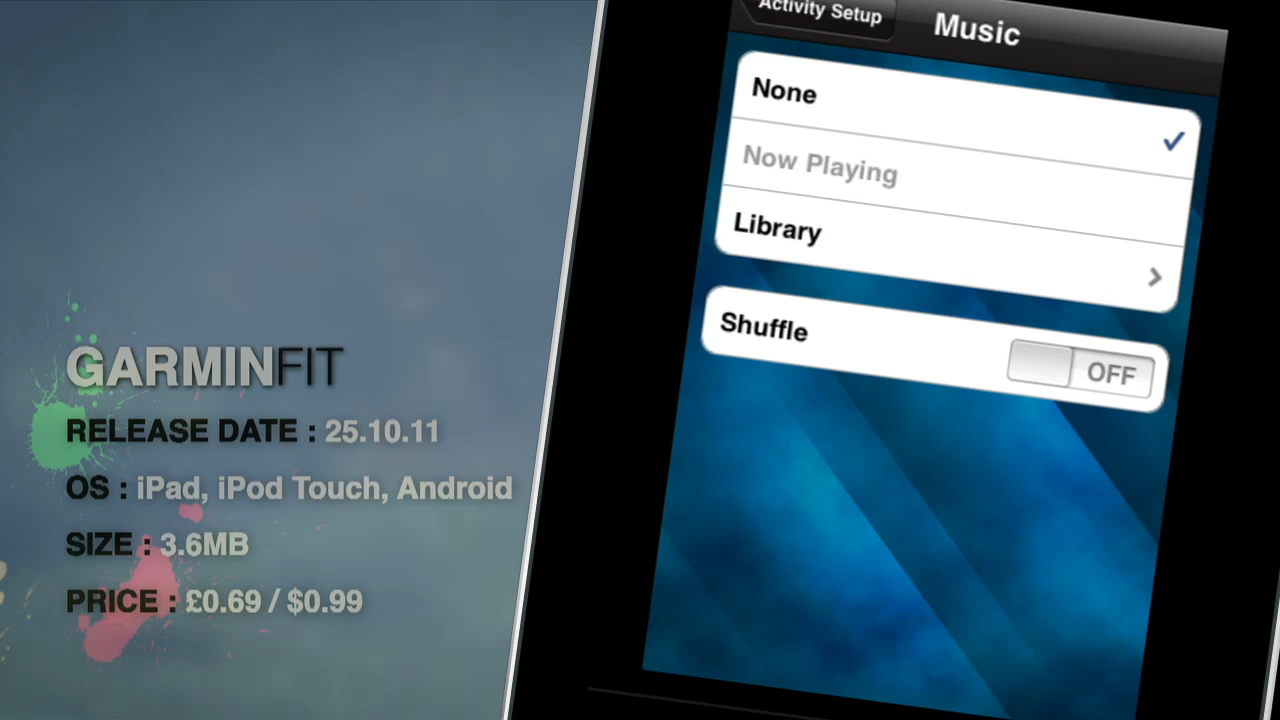 GARMINFIT
RELEASE DATE : 25.10.11
OS : iPad, iPod Touch, Android
SIZE : 3.6MB
PRICE : £0.69 / $0.99
Activity Setup
Music
None
Now Playing
Library
Shuffle
OFF